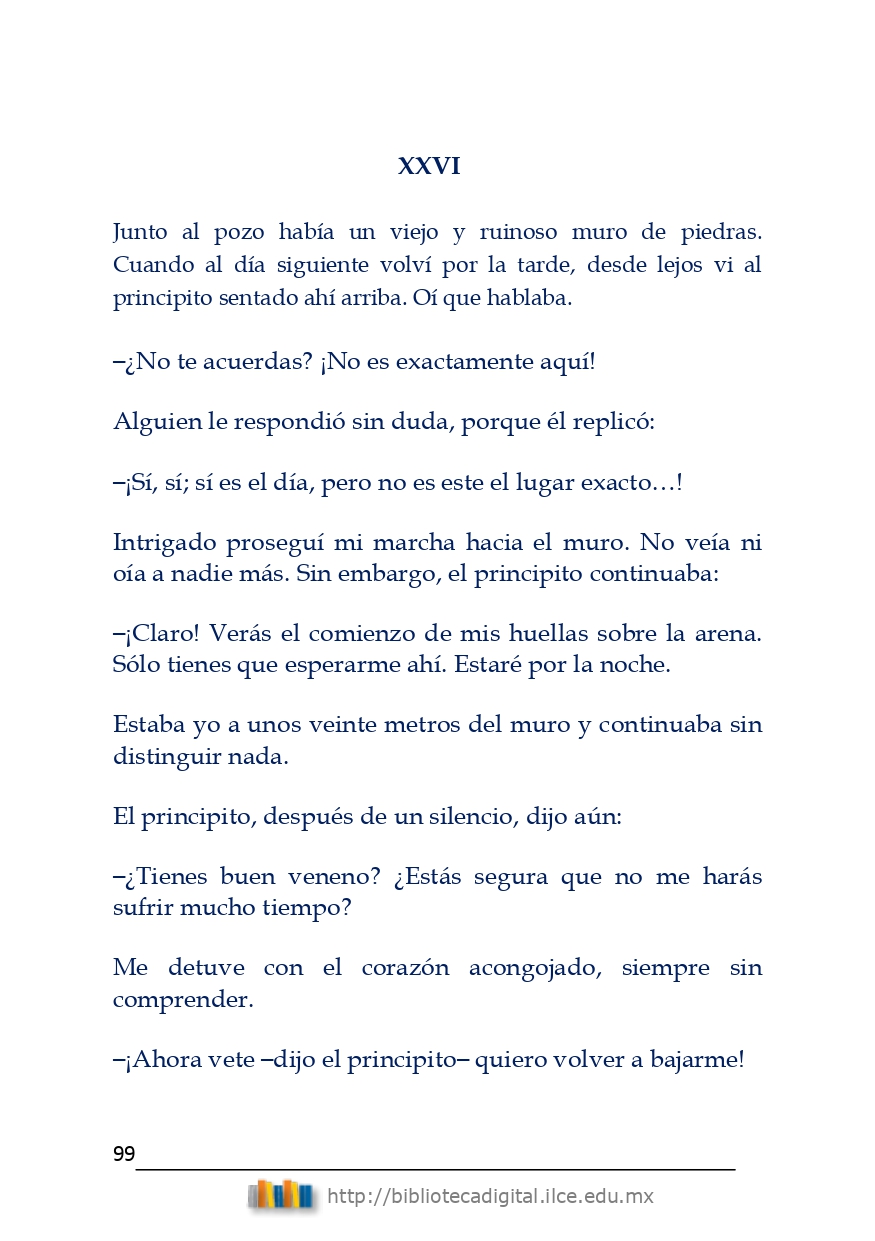 XXVI
Junto al pozo había un viejo y ruinoso muro de piedras.
Cuando al día siguiente volví por la tarde, desde lejos vi al
principito sentado ahí arriba. Oí que hablaba.
–¿No te acuerdas? ¡No es exactamente aquí!
Alguien le respondió sin duda, porque él replicó:
–¡Sí, sí; sí es el día, pero no es este el lugar exacto…!
Intrigado proseguí mi marcha hacia el muro. No veía ni
oía a nadie más. Sin embargo, el principito continuaba:
–¡Claro! Verás el comienzo de mis huellas sobre la arena.
Sólo tienes que esperarme ahí. Estaré por la noche.
Estaba yo a unos veinte metros del muro y continuaba sin
distinguir nada.
El principito, después de un silencio, dijo aún:
–¿Tienes buen veneno? ¿Estás segura que no me harás
sufrir mucho tiempo?
Me detuve con el corazón acongojado, siempre sin
comprender.
–¡Ahora vete –dijo el principito– quiero volver a bajarme!
99
http://bibliotecadigital.ilce.edu.mx